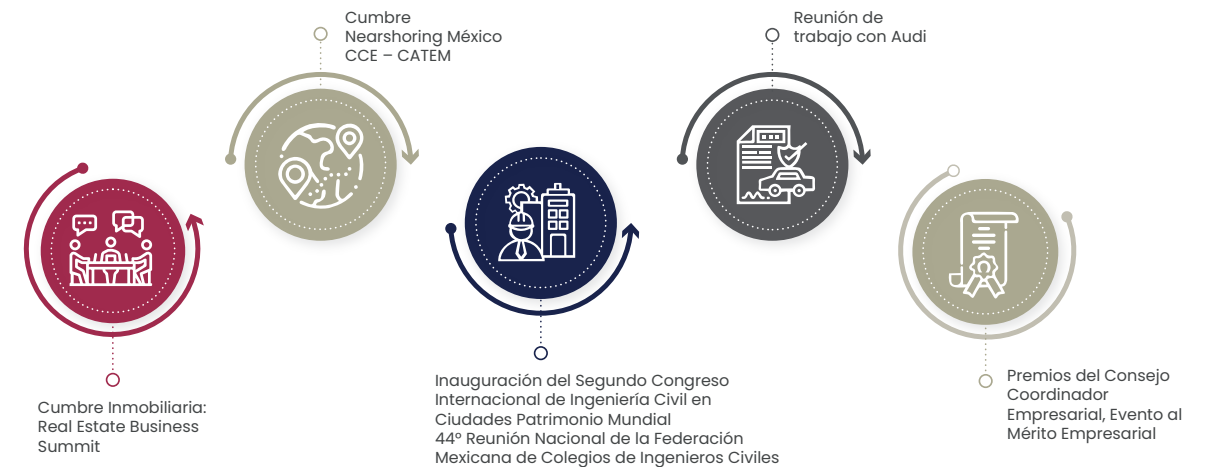 Cumbre
Nearshoring México
CCE – CATEM
Reunión de
trabajo con Audi
Cumbre Inmobiliaria:
Real Estate Business
Summit
Inauguración del Segundo Congreso
Internacional de Ingeniería Civil en
Ciudades Patrimonio Mundial
44° Reunión Nacional de la Federación
Mexicana de Colegios de Ingenieros Civiles
Premios del Consejo
Coordinador
Empresarial, Evento al
Mérito Empresarial